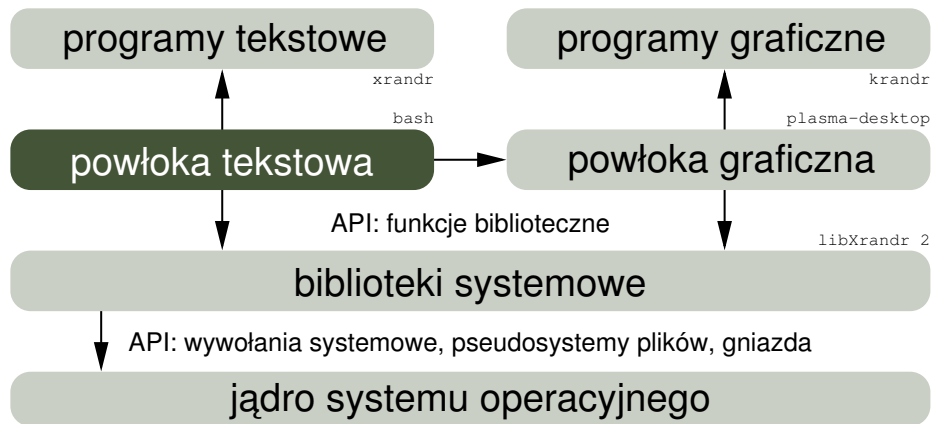 programy tekstowe
programy graficzne
xrandr
krandr
bash
plasma-desktop
powłoka tekstowa
powłoka graficzna
API: funkcje biblioteczne
libXrandr 2
biblioteki systemowe
API: wywołania systemowe, pseudosystemy plików, gniazda
jądro systemu operacyjnego